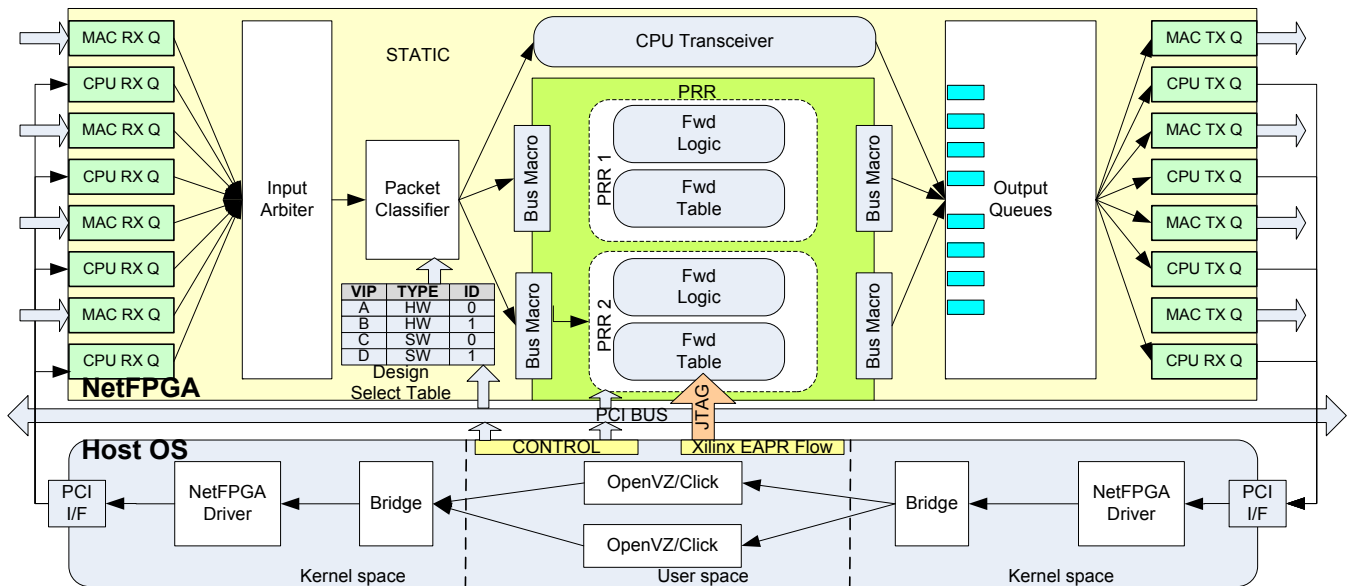 MAC RX Q
CPU RX Q
MAC RX Q
CPU RX Q
MAC RX Q
CPU RX Q
MAC RX Q
CPU RX Q
NetFPGA
Input
Arbiter
STATIC
Packet
Classifier
VIP TYPE ID
A HW 0
B HW 1
C SW 0
D SW 1
Design
Select Table
CPU Transceiver
PRR
Bus Macro
Bus Macro
PRR 1
Fwd
Logic
Fwd
Table
PRR 2
Fwd
Logic
Fwd
Table
Bus Macro
Bus Macro
Output
Queues
MAC TX Q
CPU TX Q
MAC TX Q
CPU TX Q
MAC TX Q
CPU TX Q
MAC TX Q
CPU RX Q
PCI BUS
JTAG
Host OS
CONTROL
Xilinx EAPR Flow
PCI
I/F
NetFPGA
Driver
Bridge
OpenVZ/Click
OpenVZ/Click
Bridge
NetFPGA
Driver
PCI
I/F
Kernel space
User space
Kernel space